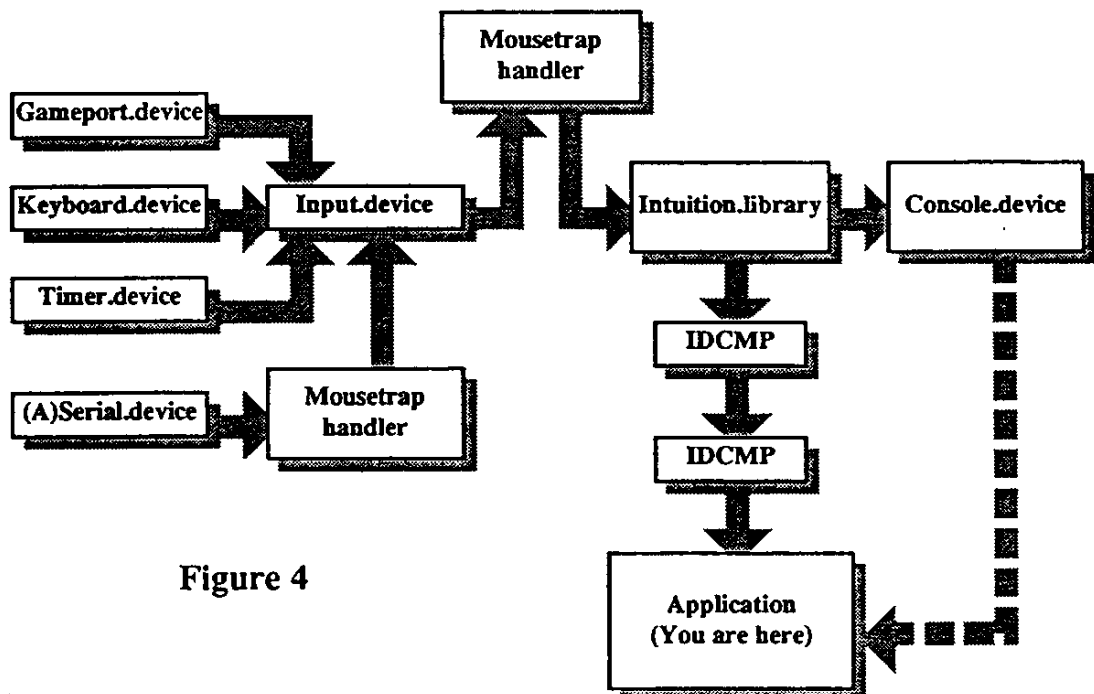 Mousetrap
handler
Gameport.device
Keyboard.device
Input.device
Intuition.library
Console.device
Timer.device
IDCMP
(A)Serial.device
Mousetrap
handler
IDCMP
Application
(You are here)
Figure 4